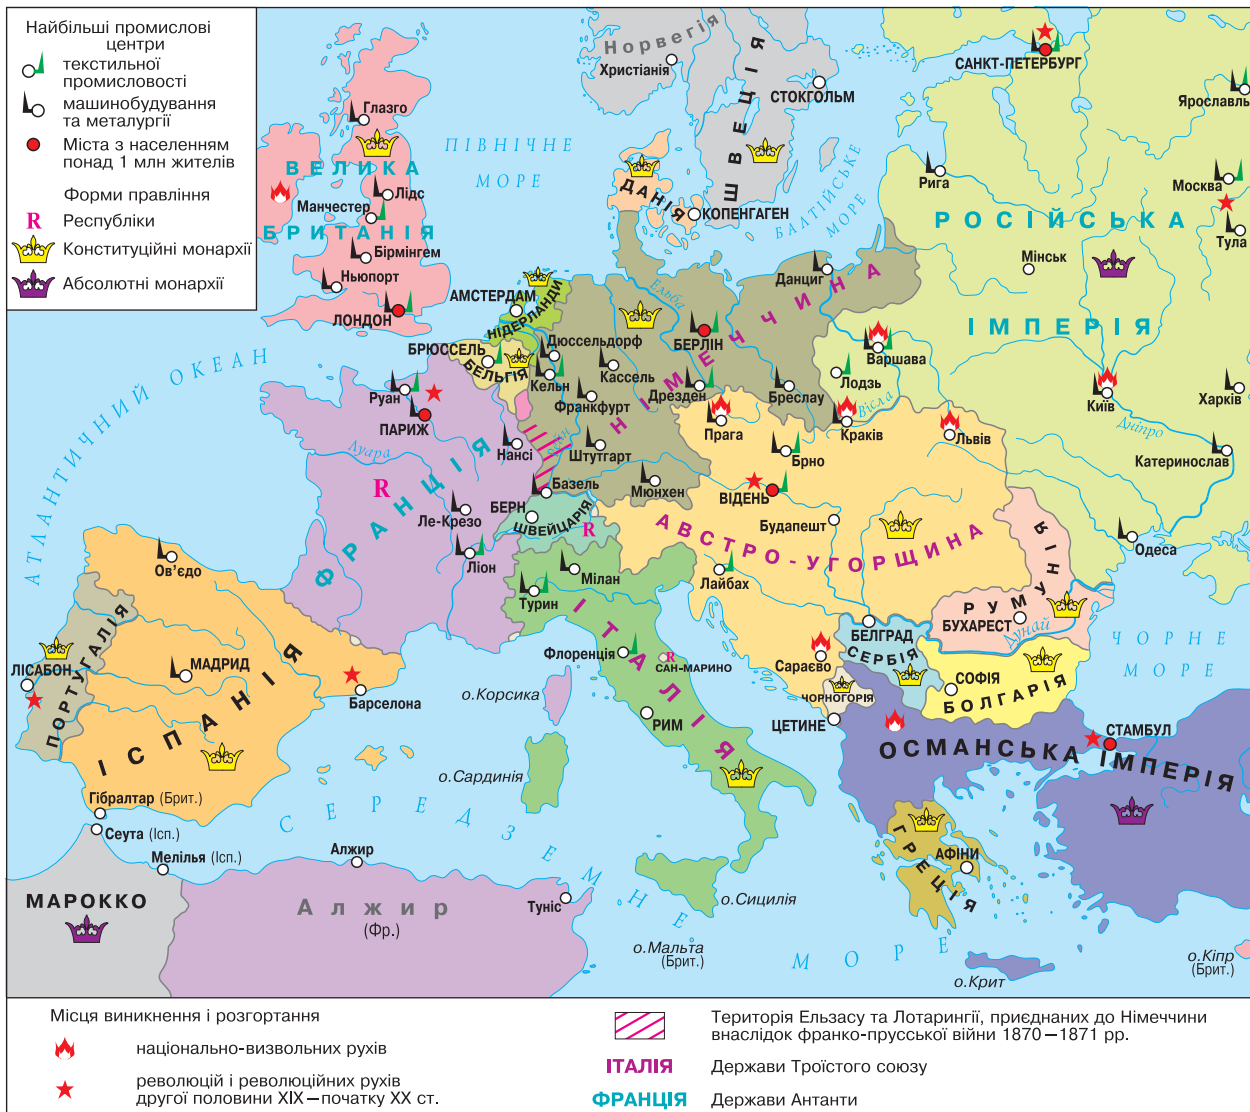 Найбільші промислові
центри
текстильної
промисловості
машинобудування
та металургії
Міста з населенням
понад 1 млн жителів
Форми правління
R Республіки
Конституційні монархії
Абсолютні монархії
Норвегія
Христіанія
ШВЕЦІЯ
СТОКГОЛЬМ
САНКТ-ПЕТЕРБУРГ
Ярославль
Глазго
ПІВНІЧНЕ
МОРЕ
ВЕЛИКА
БРИТАНІЯ
Лідс
Манчестер
Бірмінгем
Ньюпорт
ЛОНДОН
ДАНІЯ
КОПЕНГАГЕН
БАЛТІЙСЬКЕ
МОРЕ
Рига
Москва
Тула
РОСІЙСЬКА
ІМПЕРІЯ
Мінськ
Данциг
АМСТЕРДАМ
НІДЕРЛАНДИ
Ельба
БЕРЛІН
НІМЕЧЧИНА
Варшава
Лодзь
БРЮССЕЛЬ
БЕЛЬГІЯ
Дюссельдорф
Кельн
Кассель
Франкфурт
Дрезден
Бреслау
Вісла
Київ
Харків
Дніпро
Катеринослав
АТЛАНТИЧНИЙ ОКЕАН
Руан
ПАРИЖ
Луара
R
ФРАНЦІЯ
Нансі
Штутгарт
Прага
Краків
Львів
Брно
Базель
Мюнхен
ВІДЕНЬ
БЕРН
ШВЕЙЦАРІЯ
R
Будапешт
АВСТРО-УГОРЩИНА
Ле-Крезо
Ліон
Одеса
Ов'єдо
Мілан
Турин
Лайбах
РУМУНІЯ
БУХАРЕСТ
Дунай
ПОРТУГАЛІЯ
ЛІСАБОН
МАДРИД
ІСПАНІЯ
Барселона
ІТАЛІЯ
Флоренція
R
САН-МАРИНО
Сараєво
БЕЛГРАД
СЕРБІЯ
СОФІЯ
БОЛГАРІЯ
ЧОРНЕ
МОРЕ
о.Корсика
РИМ
ЧОРНОГОРІЯ
ЦЕТИНЕ
СТАМБУЛ
ОСМАНСЬКА ІМПЕРІЯ
о.Сардинія
Гібралтар (Брит.)
Сеута (Ісп.)
Мелілья (Ісп.)
СЕРЕДЗЕМНЕ МОРЕ
ГРЕЦІЯ
АФІНИ
Алжир
МАРОККО
Алжир
(Фр.)
Туніс
о.Сицилія
о.Мальта
(Брит.)
о.Крит
о.Кіпр
(Брит.)
Місця виникнення і розгортання
національно-визвольних рухів
революцій і революційних рухів
другої половини XIX–початку XX ст.
Територія Ельзасу та Лотарингії, приєднаних до Німеччини
внаслідок франко-прусської війни 1870–1871 рр.
ІТАЛІЯ Держави Троїстого союзу
ФРАНЦІЯ Держави Антанти